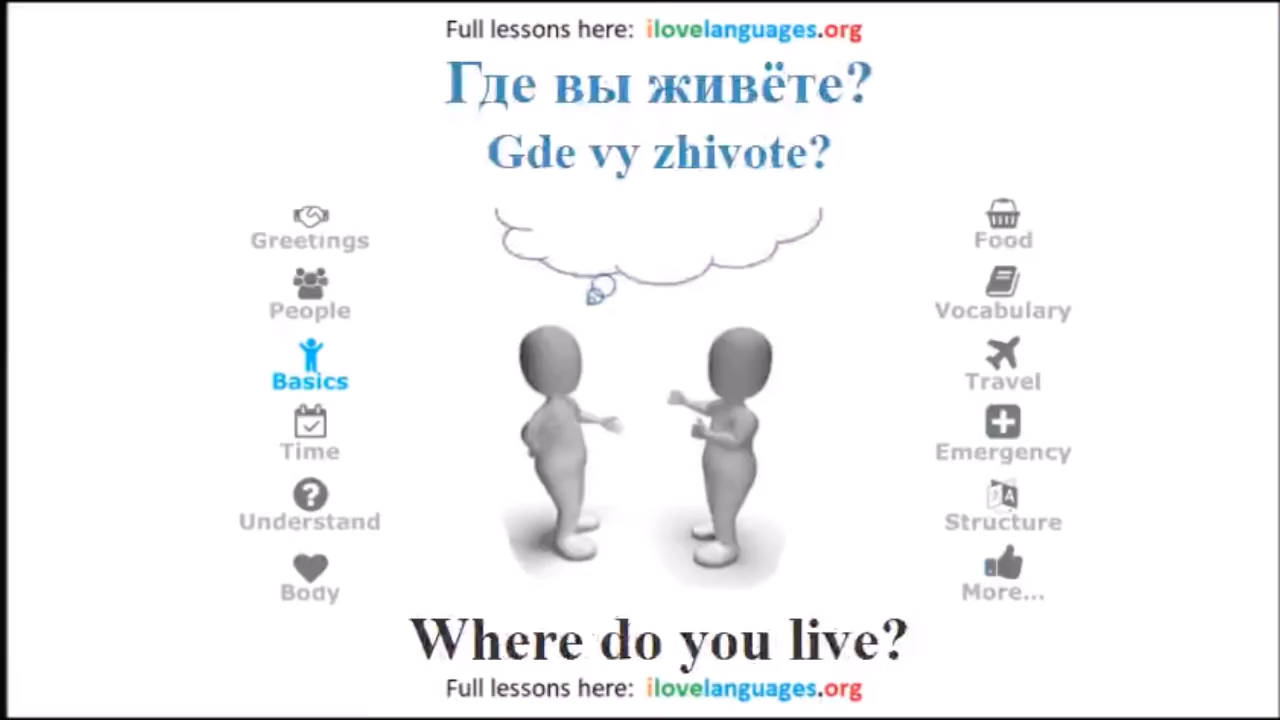 Full lessons here: ilovelanguages.org
Где вы живёте?
Gde vy zhivote?
Greetings
People
Basics
Time
Understand
Body
Food
Vocabulary
Travel
Emergency
Structure
More...
Where do you live?
Full lessons here: ilovelanguages.org